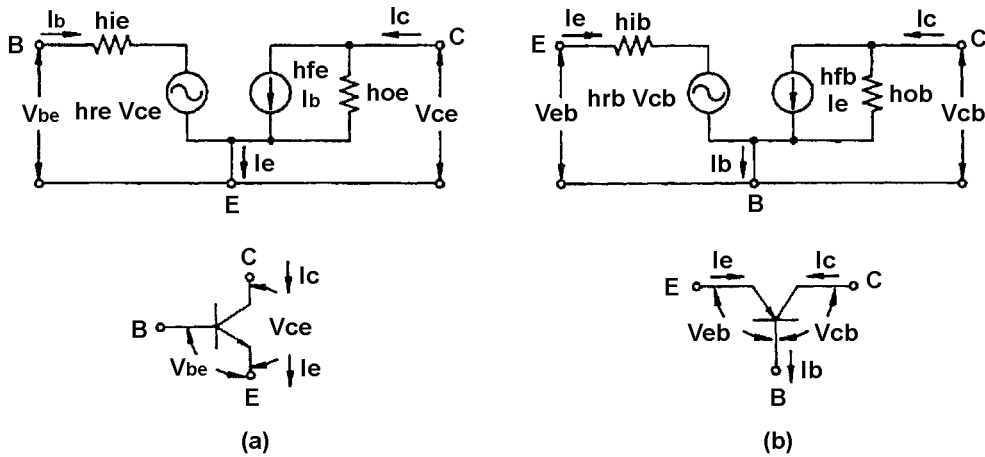 Ib hie Ic
B C
Vbe hre Vce hfe Ib hoe Vce
Ie
E
Ie hib Ic
E C
Veb hrb Vcb hfb Ie hob Vcb
Ib
B
C
Ic
B Vce
Vbe Ie
E
(a)
Ie Ic
E C
Veb Vcb
Ib
B
(b)